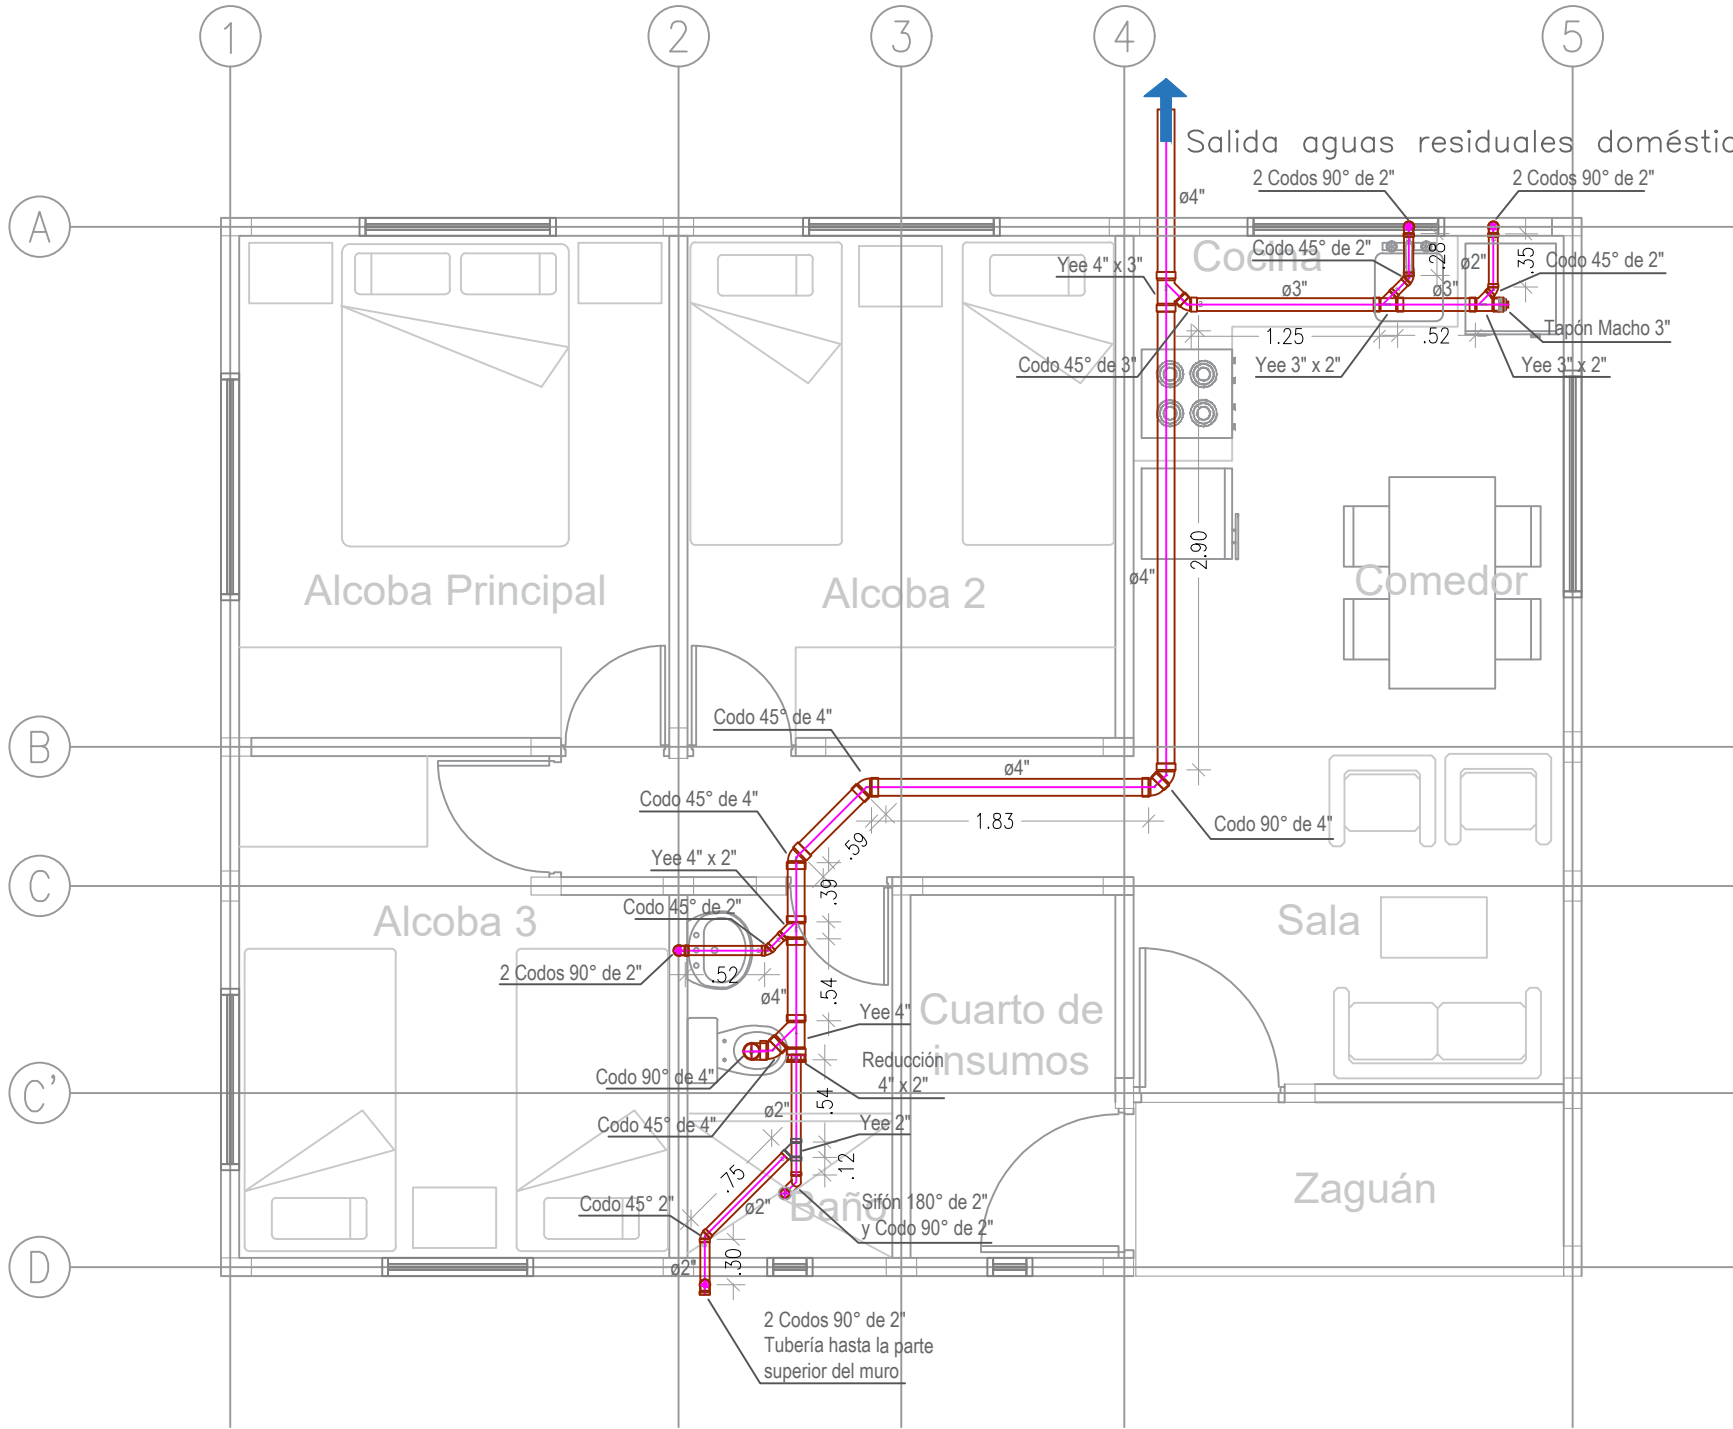 1
2
3
4
5
Salida aguas residuales doméstic
2 Codos 90° de 2"
2 Codos 90° de 2"
ø4"
A
Cocina
Codo 45° de 2"
.28
ø2"
.35
Codo 45° de 2"
Yee 4" x 3"
ø3"
ø3"
Tapón Macho 3"
1.25
.52
Codo 45° de 3"
Yee 3" x 2"
Yee 3" x 2"
2.90
ø4"
Alcoba Principal
Alcoba 2
Comedor
Codo 45° de 4"
B
ø4"
Codo 45° de 4"
1.83
Codo 90° de 4"
.59
Yee 4" x 2"
C
.39
Codo 45° de 2"
Alcoba 3
Sala
2 Codos 90° de 2"
.52
ø4"
.54
Yee 4"
Cuarto de
insumos
Reducción
4" x 2"
Codo 90° de 4"
C'
.54
ø2"
Codo 45° de 4"
Yee 2"
.12
.75
Zaguán
Codo 45° 2"
ø2"
Baño
Sifón 180° de 2"
y Codo 90° de 2"
D
ø2"
.30
2 Codos 90° de 2"
Tubería hasta la parte
superior del muro